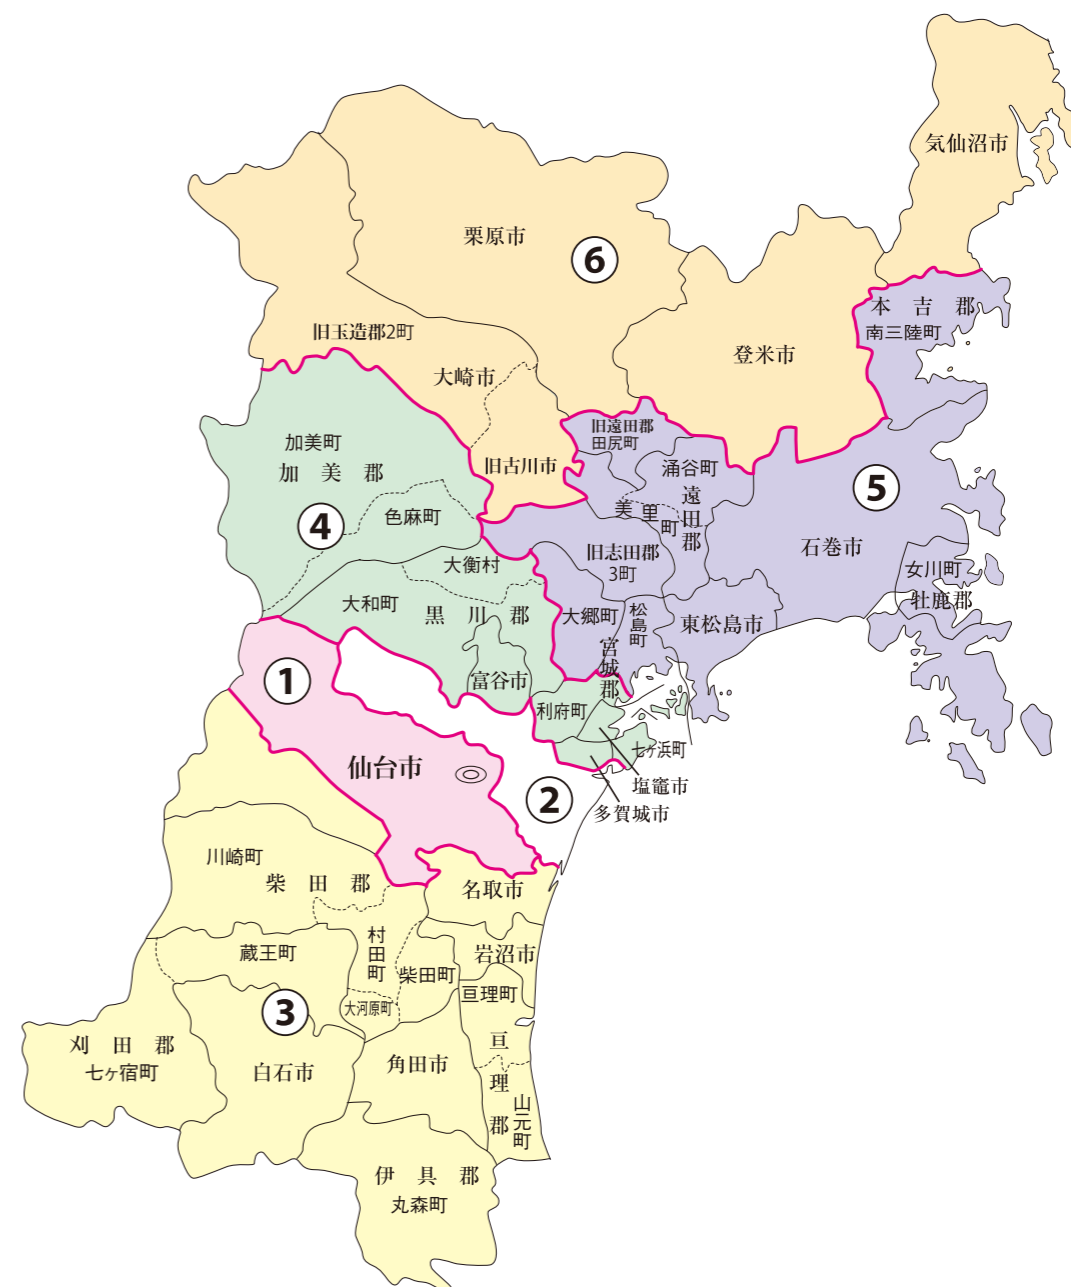 気仙沼市
栗原市
⑥
本吉郡
南三陸町
旧玉造郡2町
登米市
大崎市
旧遠田郡
田尻町
加美町
加美郡
旧古川市
涌谷町
⑤
④
色麻町
美里町
遠田郡
石巻市
旧志田郡
3町
大衡村
女川町
牡鹿郡
大和町
黒川郡
大郷町
松島町
東松島市
宮城郡
①
富谷市
利府町
七ヶ浜町
仙台市
塩竈市
②
多賀城市
川崎町
柴田郡
名取市
村田町
蔵王町
岩沼市
柴田町
亘理町
③
大河原町
刈田郡
七ヶ宿町
白石市
角田市
亘理郡
山元町
伊具郡
丸森町